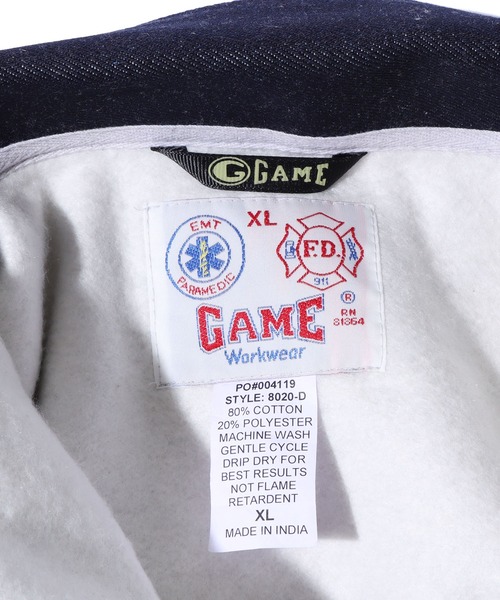 G GAME
XL
EMT
PARAMEDIC
F.D.
911
GAME
®
RN
81364
Workwear
PO#004119
STYLE: 8020-D
80% COTTON
20% POLYESTER
MACHINE WASH
GENTLE CYCLE
DRIP DRY FOR
BEST RESULTS
NOT FLAME
RETARDENT
XL
MADE IN INDIA